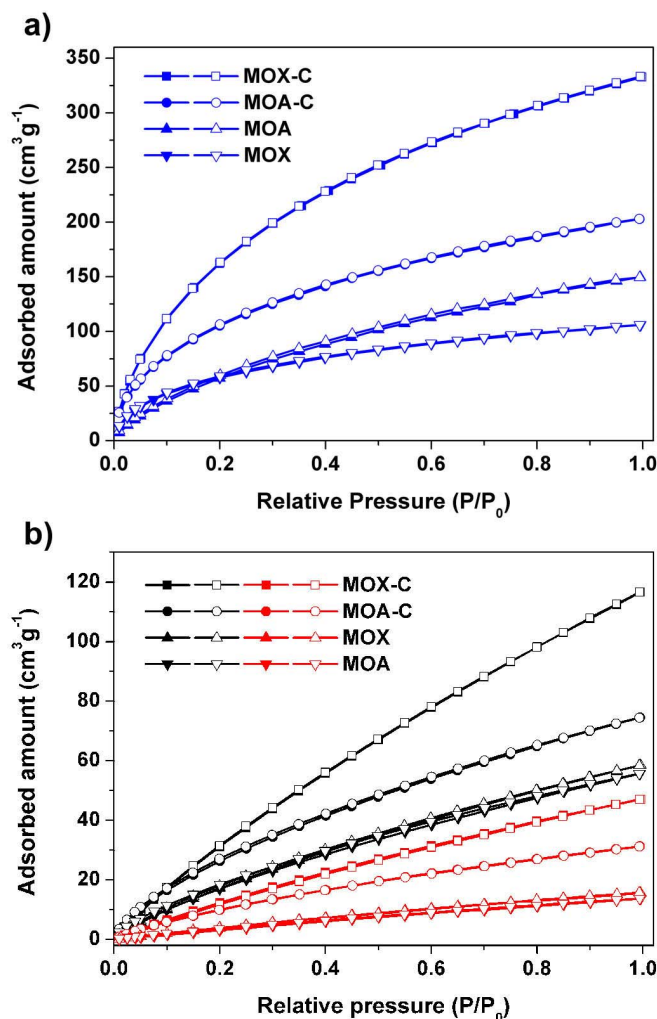 a)
350
300
250
200
150
100
50
0
MOX-C
MOA-C
MOA
MOX
Adsorbed amount (cm³g⁻¹)
0.0 0.2 0.4 0.6 0.8 1.0
Relative Pressure (P/P₀)
b)
120
100
80
60
40
20
0
MOX-C
MOA-C
MOX
MOA
Adsorbed amount (cm³g⁻¹)
0.0 0.2 0.4 0.6 0.8 1.0
Relative pressure (P/P₀)